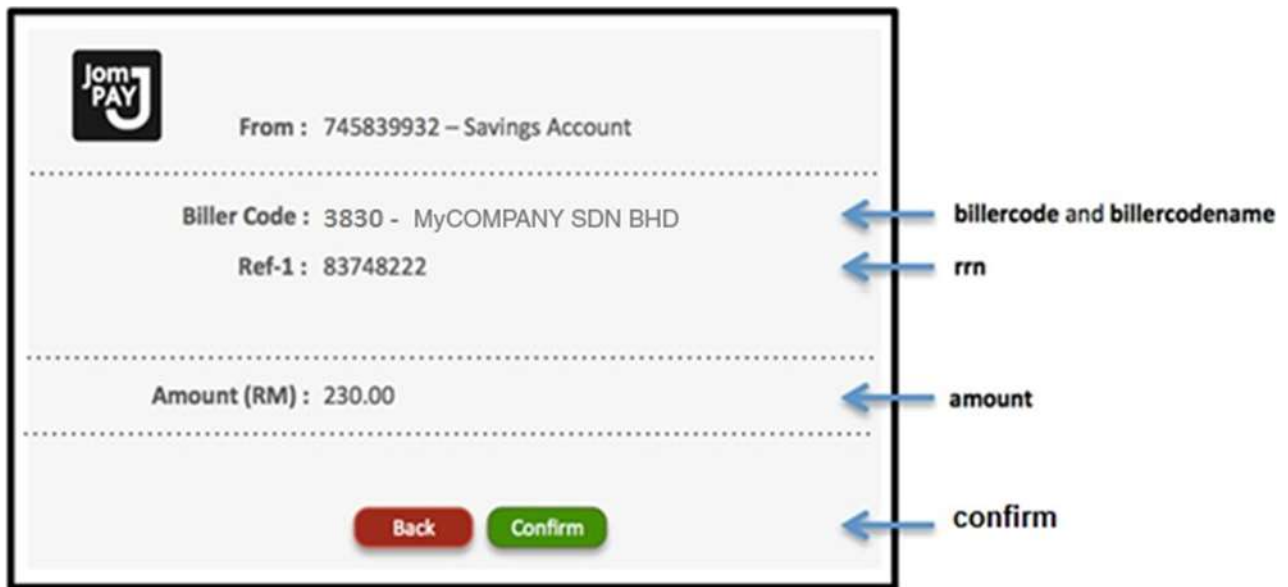 Jom
PAY
From : 745839932 – Savings Account
Biller Code : 3830 - MyCOMPANY SDN BHD
billercode and billercodename
Ref-1 : 83748222
rrn
Amount (RM) : 230.00
amount
Back
Confirm
confirm